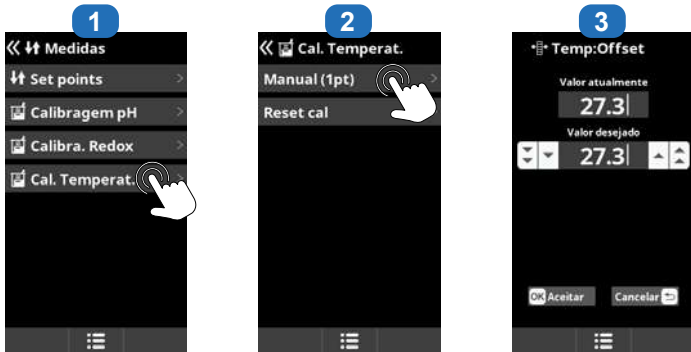 1
Medidas
Set points
Calibragem pH
Calibra. Redox
Cal. Temperat.
2
Cal. Temperat.
Manual (1pt)
Reset cal
3
Temp:Offset
Valor atualmente
27.3
Valor desejado
27.3
OK Aceitar Cancelar